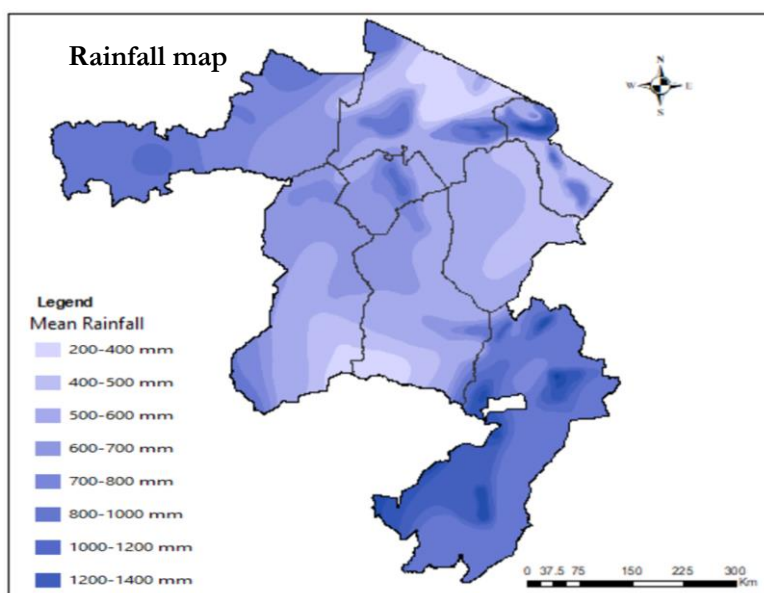 Rainfall map
N
W E
S
Legend
Mean Rainfall
200-400 mm
400-500 mm
500-600 mm
600-700 mm
700-800 mm
800-1000 mm
1000-1200 mm
1200-1400 mm
0 37.5 75 150 225 300
Km